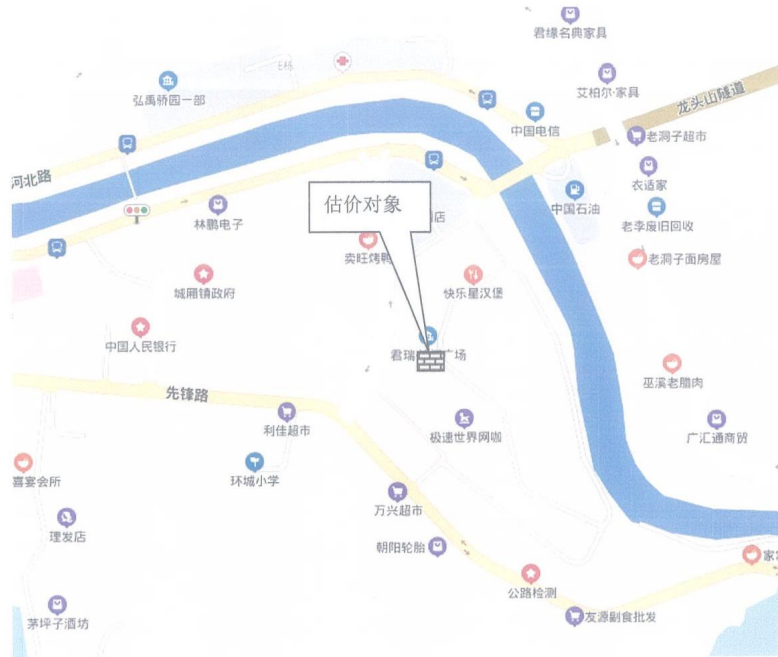 君缘名典家具
艾柏尔·家具
弘禹骄园一部
龙头山隧道
中国电信
老洞子超市
衣适家
河北路
中国石油
林鹏电子
估价对象
店
老李废旧回收
卖旺烤鸭
老洞子面房屋
城厢镇政府
快乐星汉堡
中国人民银行
君瑞
广场
巫溪老腊肉
先锋路
利佳超市
极速世界网咖
广汇通商贸
喜宴会所
环城小学
万兴超市
理发店
朝阳轮胎
公路检测
茅坪子酒坊
友源副食批发